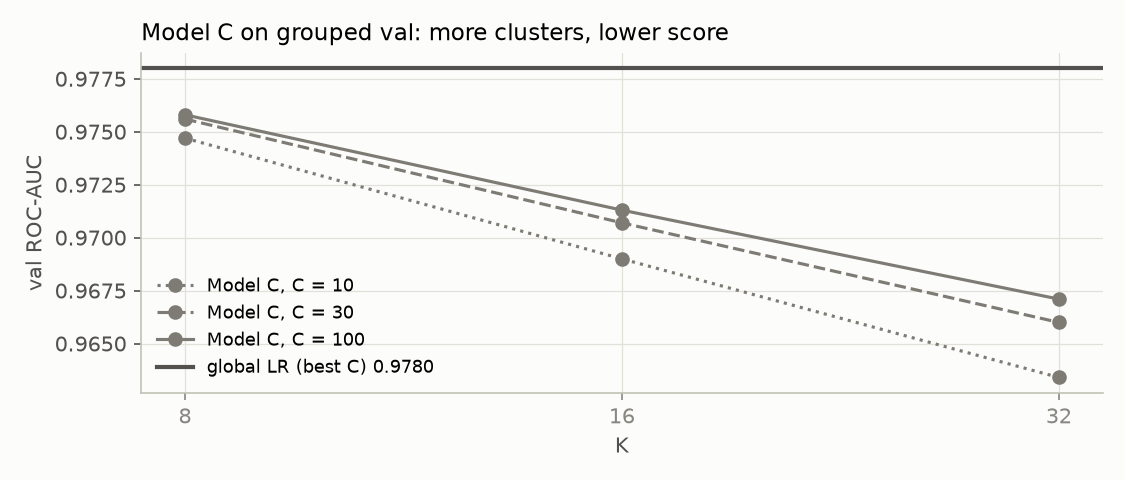 Model C on grouped val: more clusters, lower score
0.9775
0.9750
0.9725
0.9700
0.9675
0.9650
val ROC-AUC
Model C, C = 10
Model C, C = 30
Model C, C = 100
global LR (best C) 0.9780
8
16
32
K